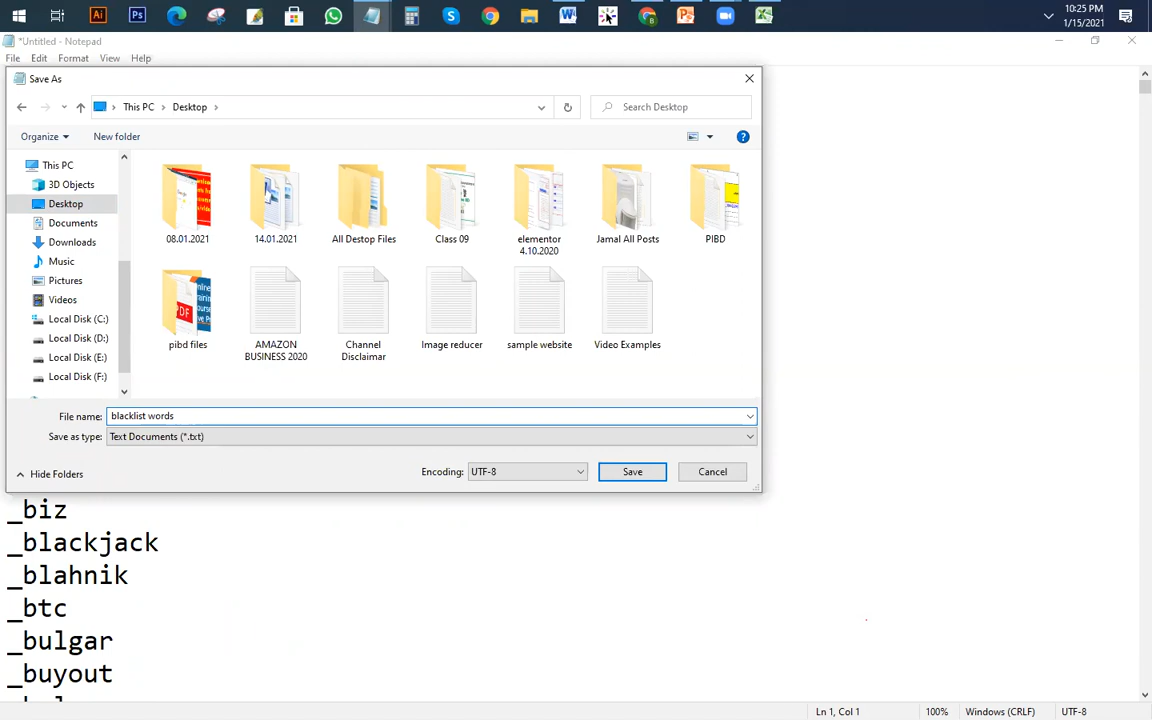 10:25 PM
1/15/2021
*Untitled - Notepad
File Edit Format View Help
Save As
This PC > Desktop >
Search Desktop
Organize New folder
This PC
3D Objects
Desktop
Documents
Downloads
Music
Pictures
Videos
Local Disk (C:)
Local Disk (D:)
Local Disk (E:)
Local Disk (F:)
08.01.2021
14.01.2021
All Destop Files
Class 09
elementor
4.10.2020
Jamal All Posts
PIBD
pibd files
AMAZON
BUSINESS 2020
Channel
Disclaimar
Image reducer
sample website
Video Examples
File name: blacklist words
Save as type: Text Documents (*.txt)
Hide Folders
Encoding: UTF-8
Save
Cancel
_biz
_blackjack
_blahnik
_btc
_bulgar
_buyout
Ln 1, Col 1
100%
Windows (CRLF)
UTF-8